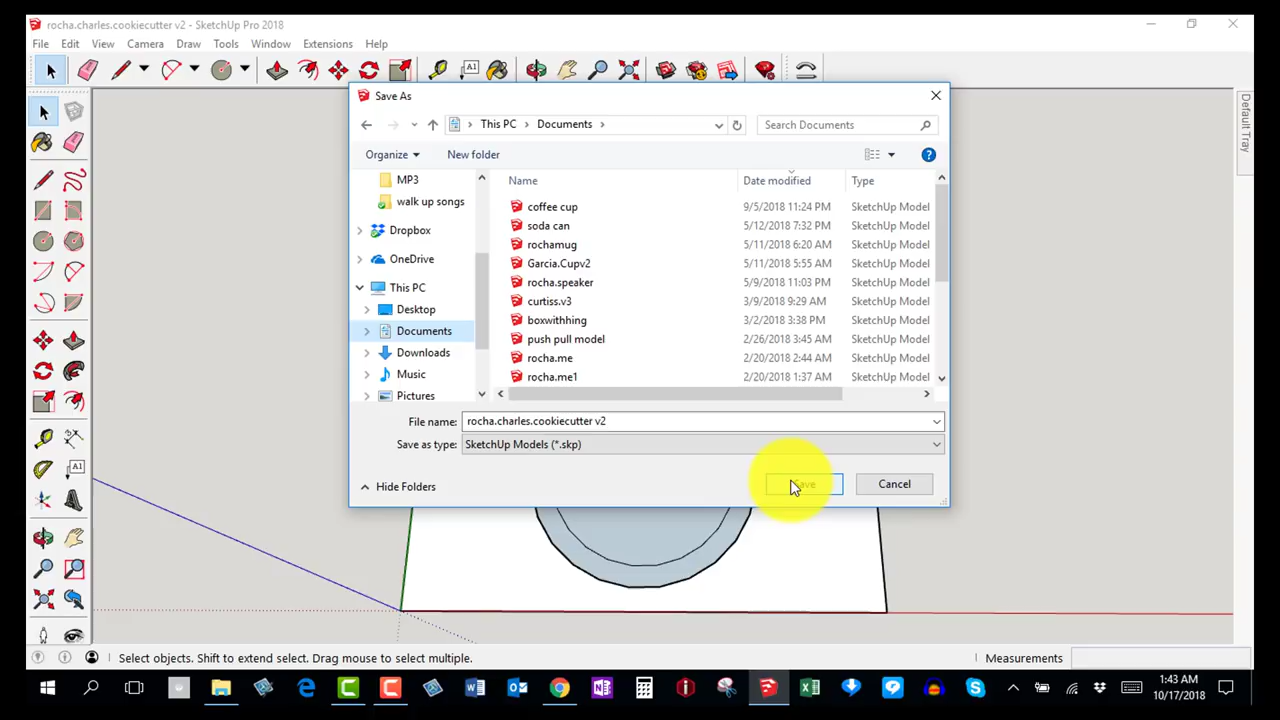 rocha.charles.cookiecutter v2 - SketchUp Pro 2018
File Edit View Camera Draw Tools Window Extensions Help
A1
Save As
This PC > Documents >
Search Documents
Organize
New folder
MP3
walk up songs
Dropbox
OneDrive
This PC
Desktop
Documents
Downloads
Music
Pictures
Name Date modified Type
coffee cup 9/5/2018 11:24 PM SketchUp Model
soda can 5/12/2018 7:32 PM SketchUp Model
rochamug 5/11/2018 6:20 AM SketchUp Model
Garcia.Cupv2 5/11/2018 5:55 AM SketchUp Model
rocha.speaker 5/9/2018 11:03 PM SketchUp Model
curtiss.v3 3/9/2018 9:29 AM SketchUp Model
boxwithhing 3/2/2018 3:38 PM SketchUp Model
push pull model 2/26/2018 3:45 AM SketchUp Model
rocha.me 2/20/2018 2:44 AM SketchUp Model
rocha.me1 2/20/2018 1:37 AM SketchUp Model
File name: rocha.charles.cookiecutter v2
Save as type: SketchUp Models (*.skp)
Hide Folders
Save
Cancel
Default Tray
A1
Select objects. Shift to extend select. Drag mouse to select multiple.
Measurements
1:43 AM
10/17/2018